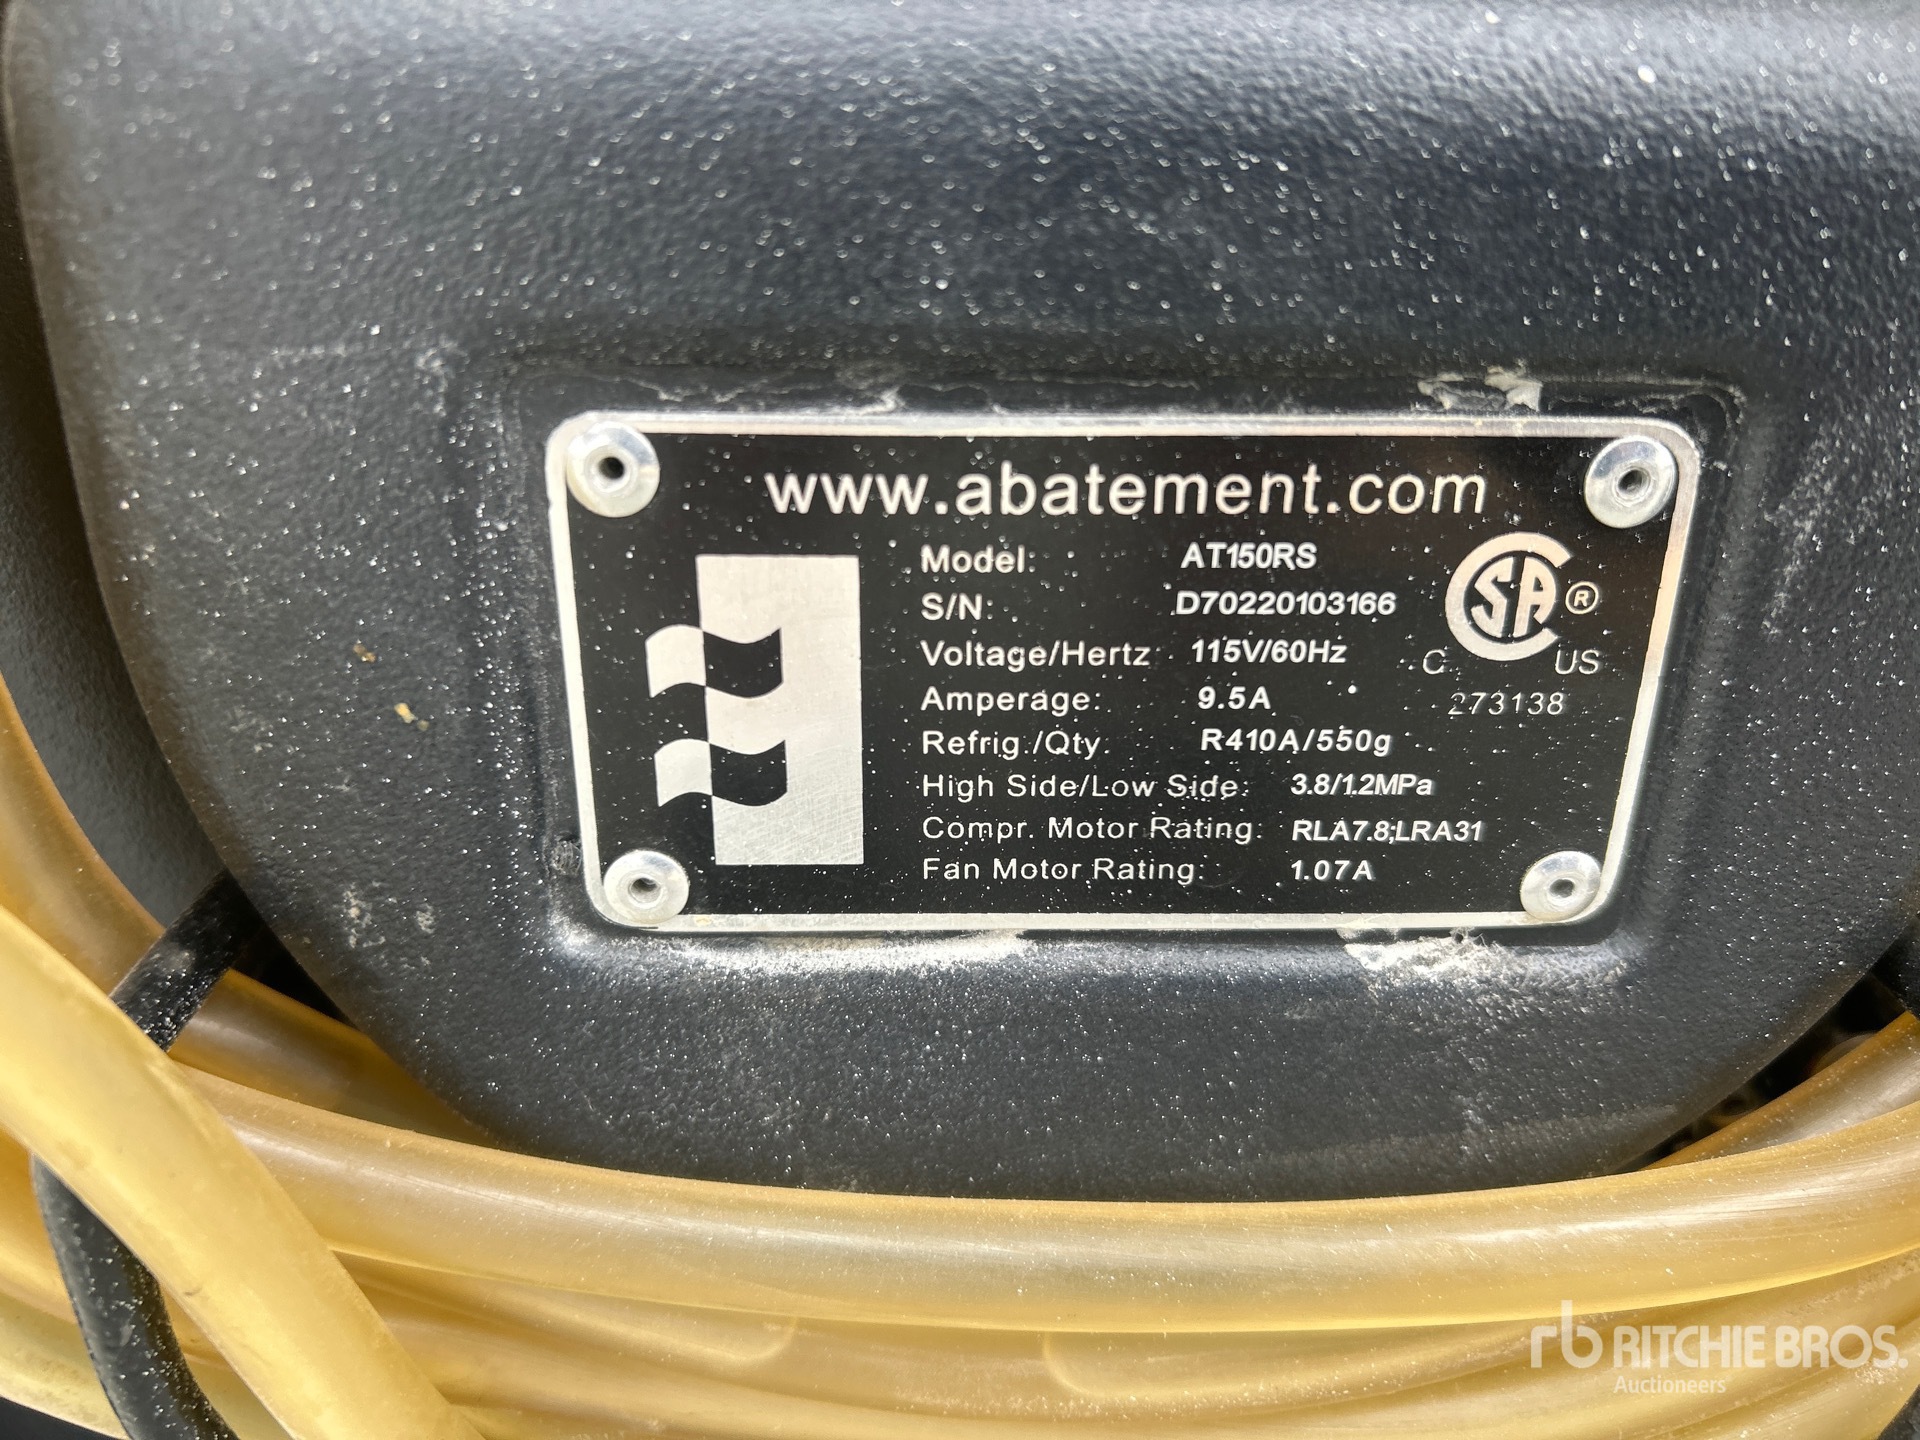 www.abatement.com
Model: AT150RS
S/N: D70220103166
Voltage/Hertz 115V/60Hz
Amperage: 9.5A
Refrig./Qty. R410A/550g
High Side/Low Side: 3.8/1.2MPa
Compr. Motor Rating: RLA7.8;LRA31
Fan Motor Rating: 1.07A
CSA ®
C US
273138
rb RITCHIE BROS.
Auctioneers